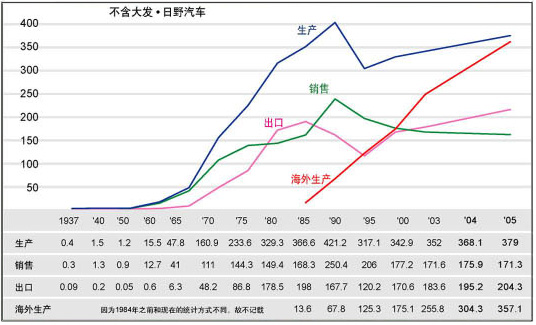 不含大发•日野汽车
400
350
300
250
200
150
100
50
生产
销售
出口
海外生产
1937 '40 '50 '60 '65 '70 '75 '80 '85 '90 '95 '00 '03 '04 '05
生产 0.4 1.5 1.2 15.5 47.8 160.9 233.6 329.3 366.6 421.2 317.1 342.9 352 368.1 379
销售 0.3 1.3 0.9 12.7 41 111 144.3 149.4 168.3 250.4 206 177.2 171.6 175.9 171.3
出口 0.09 0.2 0.05 0.6 6.3 48.2 86.8 178.5 198 167.7 120.2 170.6 183.6 195.2 204.3
海外生产 因为1984年之前和现在的统计方式不同，故不记载 13.6 67.8 125.3 175.1 255.8 304.3 357.1